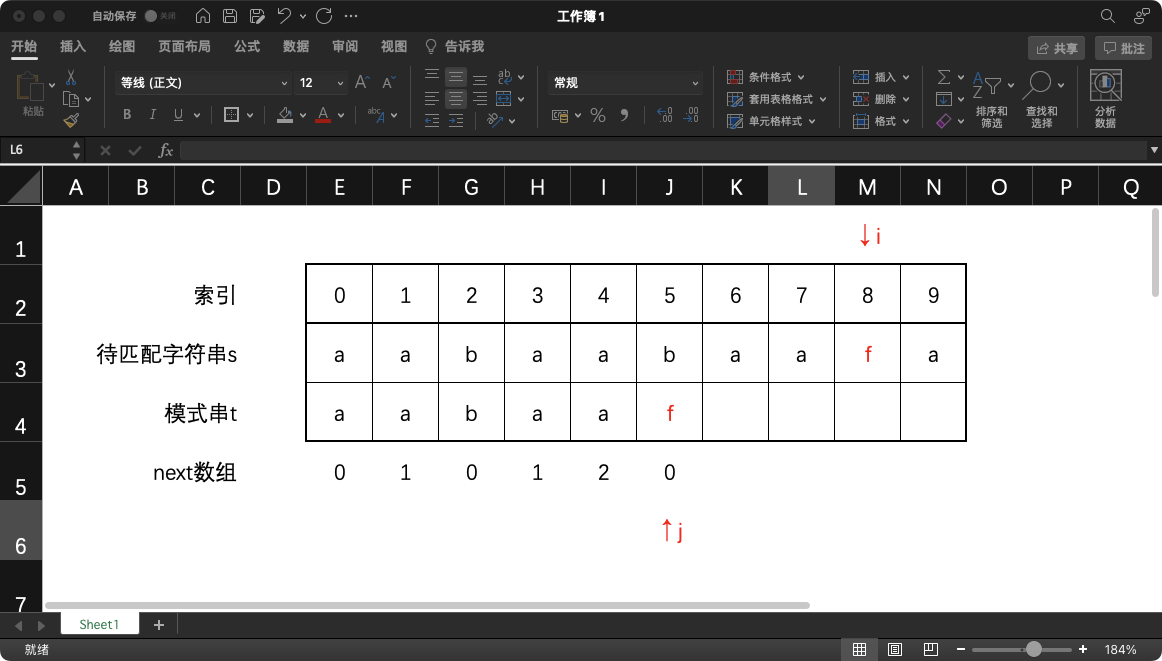 自动保存 关闭 工作簿1
开始 插入 绘图 页面布局 公式 数据 审阅 视图 告诉我 共享 批注
粘贴 等线 (正文) 12 A A ab 常规 条件格式 插入 排序和筛选 查找和选择 分析数据
B I U A abc A ab % 套用表格格式 删除
单元格样式 格式
L6 fx
A B C D E F G H I J K L M N O P Q
1 ↓i
2 索引 0 1 2 3 4 5 6 7 8 9
3 待匹配字符串s a a b a a b a a f a
4 模式串t a a b a a f
5 next数组 0 1 0 1 2 0
6 ↑j
7
Sheet1 +
就绪 − + 184%